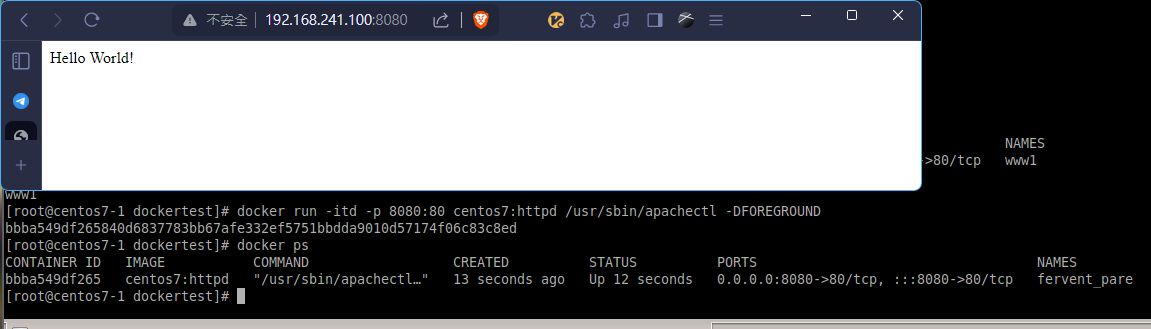 不安全 192.168.241.100:8080
Hello World!
NAMES
->80/tcp www1
www1
[root@centos7-1 dockertest]# docker run -itd -p 8080:80 centos7:httpd /usr/sbin/apachectl -DFOREGROUND
bbba549df265840d6837783bb67afe332ef5751bbdda9010d57174f06c83c8ed
[root@centos7-1 dockertest]# docker ps
CONTAINER ID IMAGE COMMAND CREATED STATUS PORTS NAMES
bbba549df265 centos7:httpd "/usr/sbin/apachectl…" 13 seconds ago Up 12 seconds 0.0.0.0:8080->80/tcp, :::8080->80/tcp fervent_pare
[root@centos7-1 dockertest]#